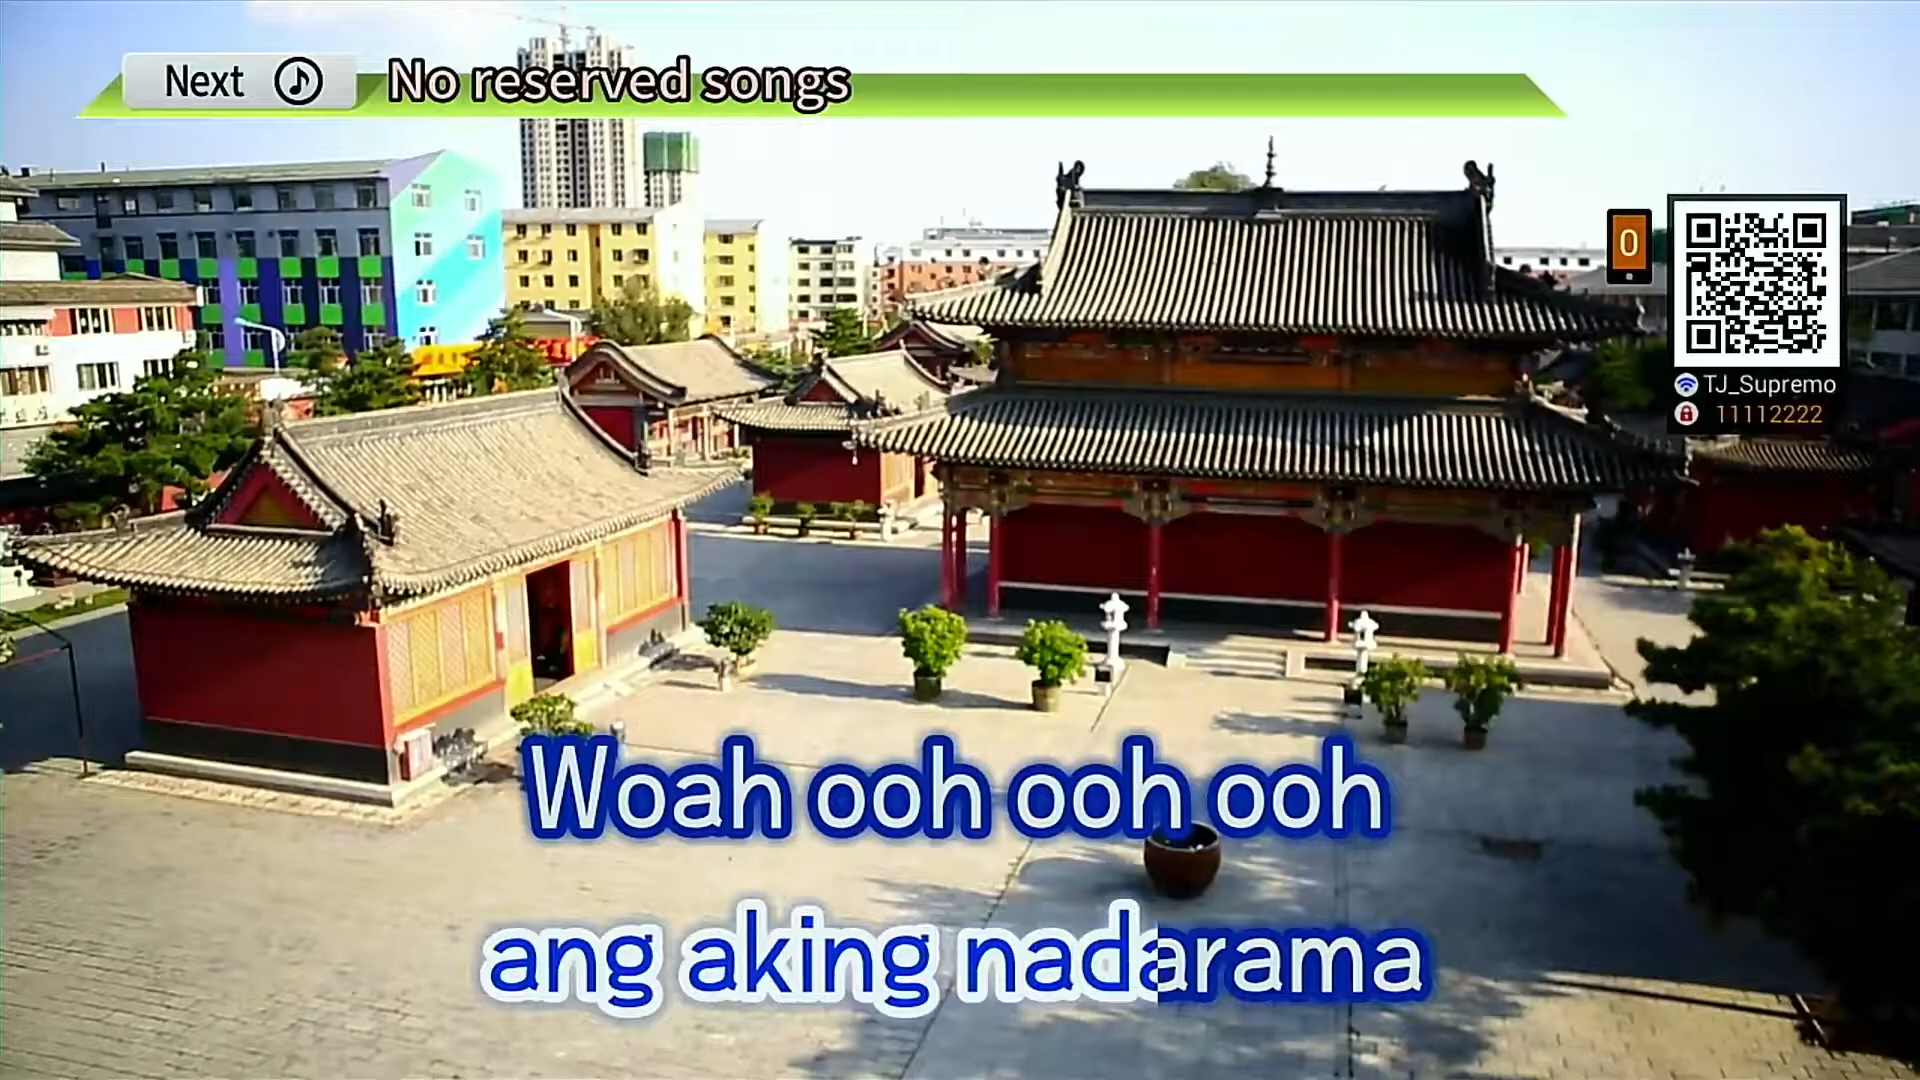 Next No reserved songs
0
TJ_Supremo
11112222
Woah ooh ooh ooh
ang aking nadarama